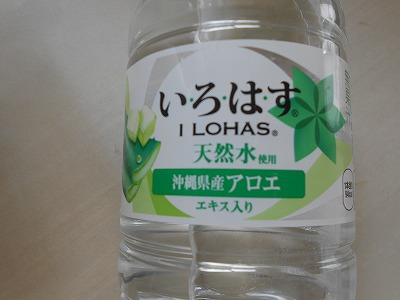 い・ろ・は・す®
I LOHAS®
天然水使用
沖縄県産アロエ
エキス入り